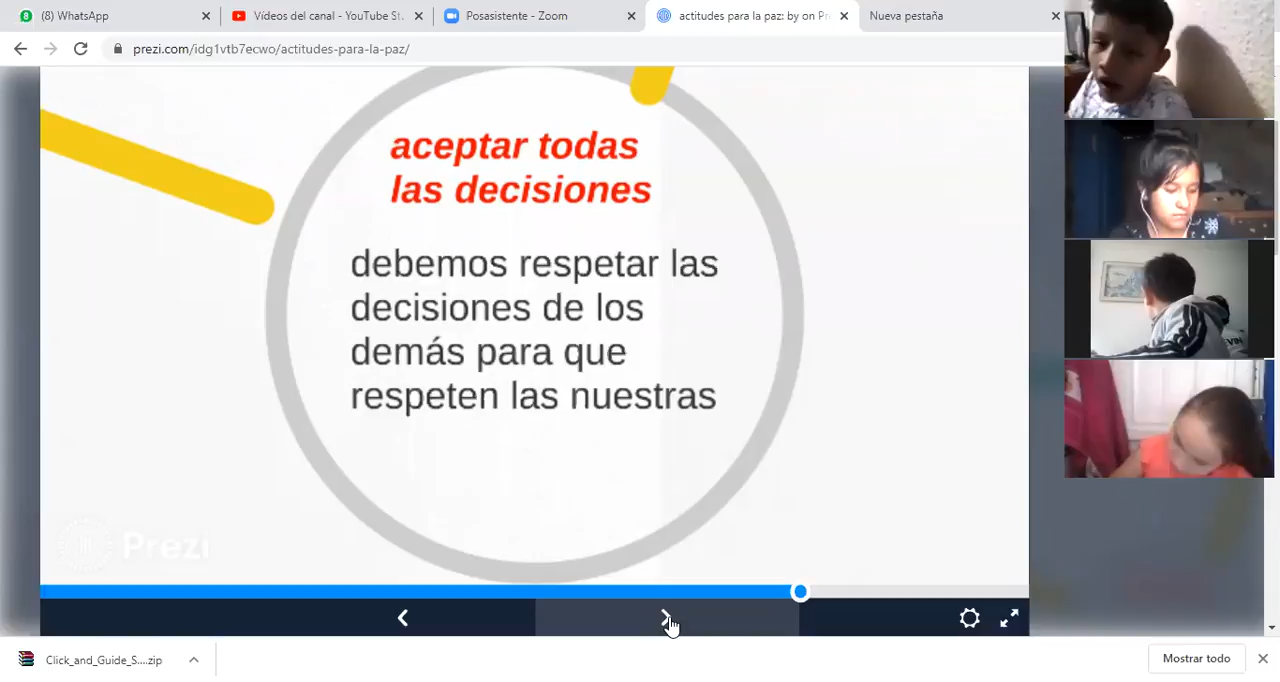 (8) WhatsApp
Vídeos del canal - YouTube St
Posasistente - Zoom
actitudes para la paz: by on Pr
Nueva pestaña
prezi.com/idg1vtb7ecwo/actitudes-para-la-paz/
aceptar todas
las decisiones
debemos respetar las
decisiones de los
demás para que
respeten las nuestras
Prezi
Click_and_Guide_S....zip
Mostrar todo